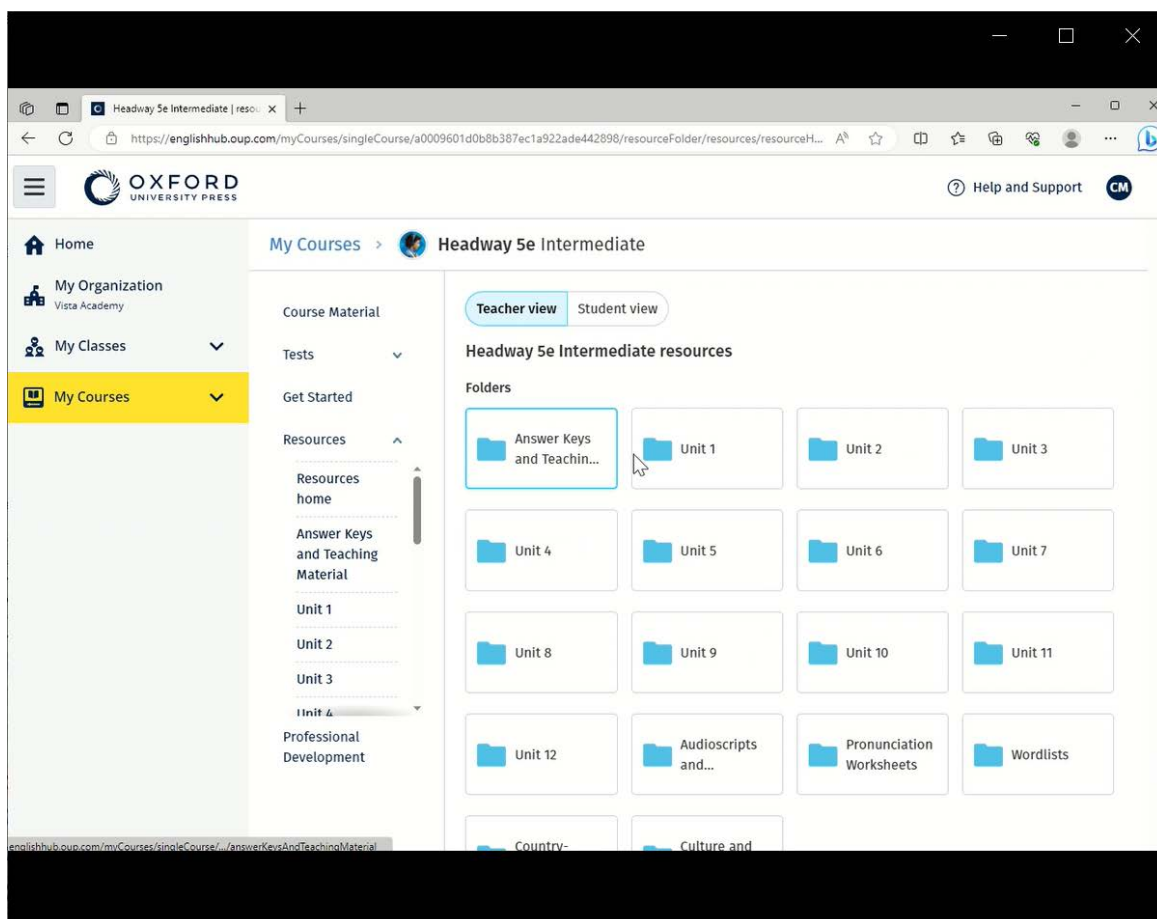 Headway 5e Intermediate | resou
https://englishhub.oup.com/myCourses/singleCourse/a0009601d0b8b387ec1a922ade442898/resourceFolder/resources/resourceH...
OXFORD
UNIVERSITY PRESS
Help and Support
CM
Home
My Organization
Vista Academy
My Classes
My Courses
My Courses > Headway 5e Intermediate
Course Material
Tests
Get Started
Resources
Resources
home
Answer Keys
and Teaching
Material
Unit 1
Unit 2
Unit 3
Unit 4
Professional
Development
Teacher view
Student view
Headway 5e Intermediate resources
Folders
Answer Keys
and Teachin...
Unit 1
Unit 2
Unit 3
Unit 4
Unit 5
Unit 6
Unit 7
Unit 8
Unit 9
Unit 10
Unit 11
Unit 12
Audioscripts
and...
Pronunciation
Worksheets
Wordlists
Country-
Culture and
englishhub.oup.com/myCourses/singleCourse/.../answerKeysAndTeachingMaterial